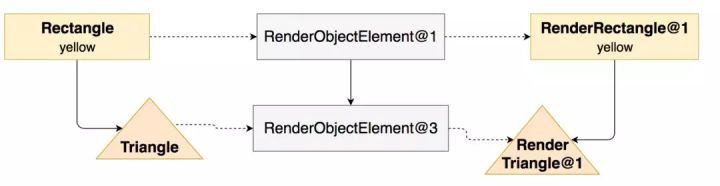 Rectangle
yellow
RenderObjectElement@1
RenderRectangle@1
yellow
Triangle
RenderObjectElement@3
Render
Triangle@1